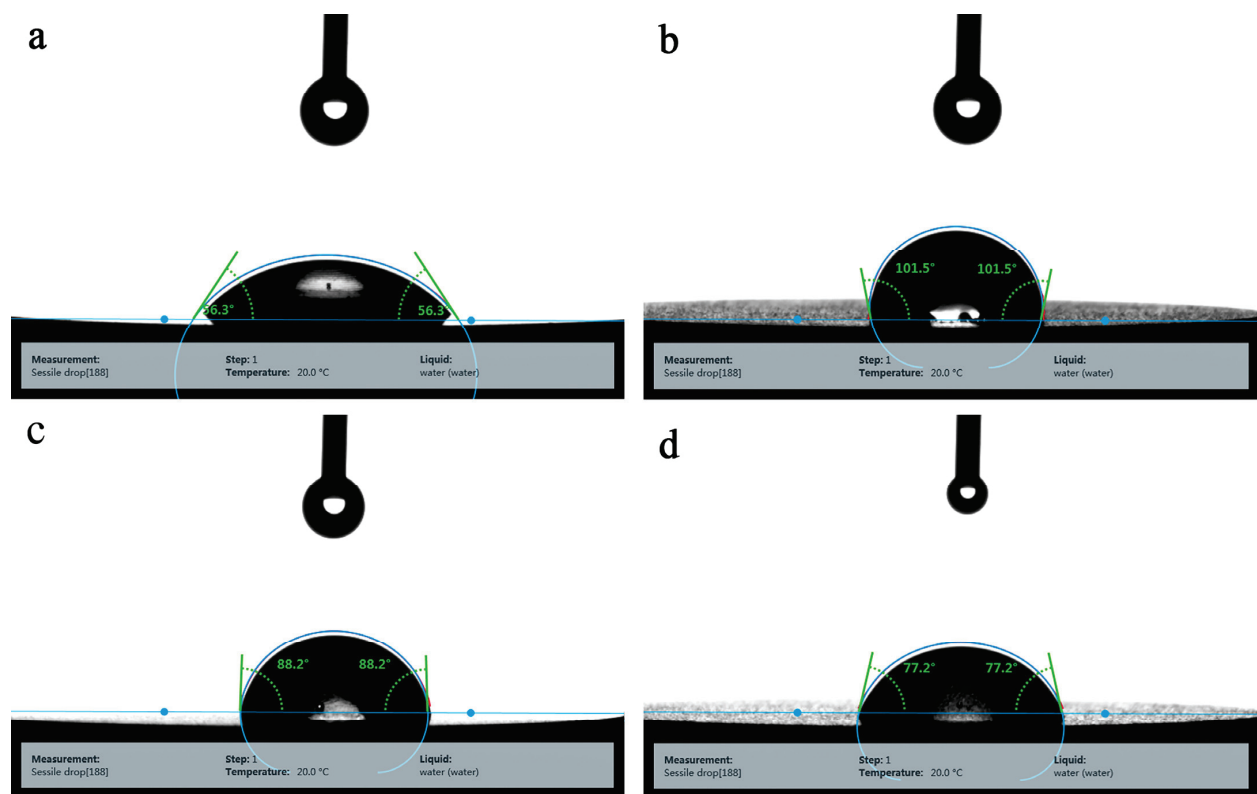 a
56.3°
56.3
Measurement:
Sessile drop[188]
Step: 1
Temperature: 20.0 °C
Liquid:
water (water)
b
101.5°
101.5°
Measurement:
Sessile drop[188]
Step: 1
Temperature: 20.0 °C
Liquid:
water (water)
c
88.2°
88.2°
Measurement:
Sessile drop[188]
Step: 1
Temperature: 20.0 °C
Liquid:
water (water)
d
77.2°
77.2°
Measurement:
Sessile drop[188]
Step: 1
Temperature: 20.0 °C
Liquid:
water (water)